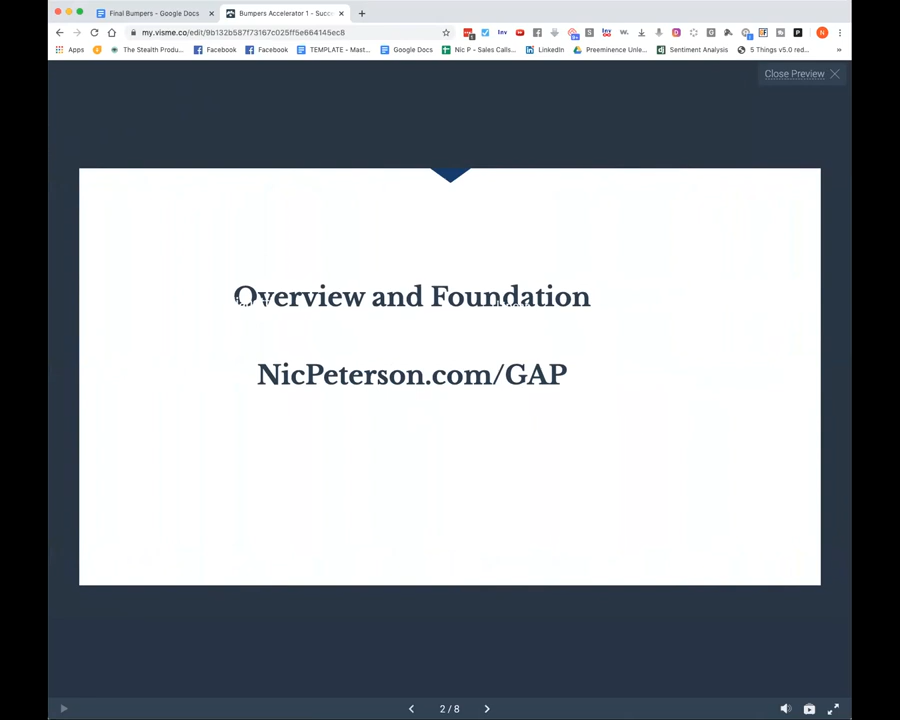 Final Bumpers - Google Docs
Bumpers Accelerator 1 - Succe
my.visme.co/edit/9b132b587f73167c025ff5e664145ec8
Apps
The Stealth Produ...
Facebook
Facebook
TEMPLATE - Mast...
Google Docs
Nic P - Sales Calls...
LinkedIn
Preeminence Unle...
Sentiment Analysis
5 Things v5.0 red...
Close Preview
Overview and Foundation
NicPeterson.com/GAP
2 / 8